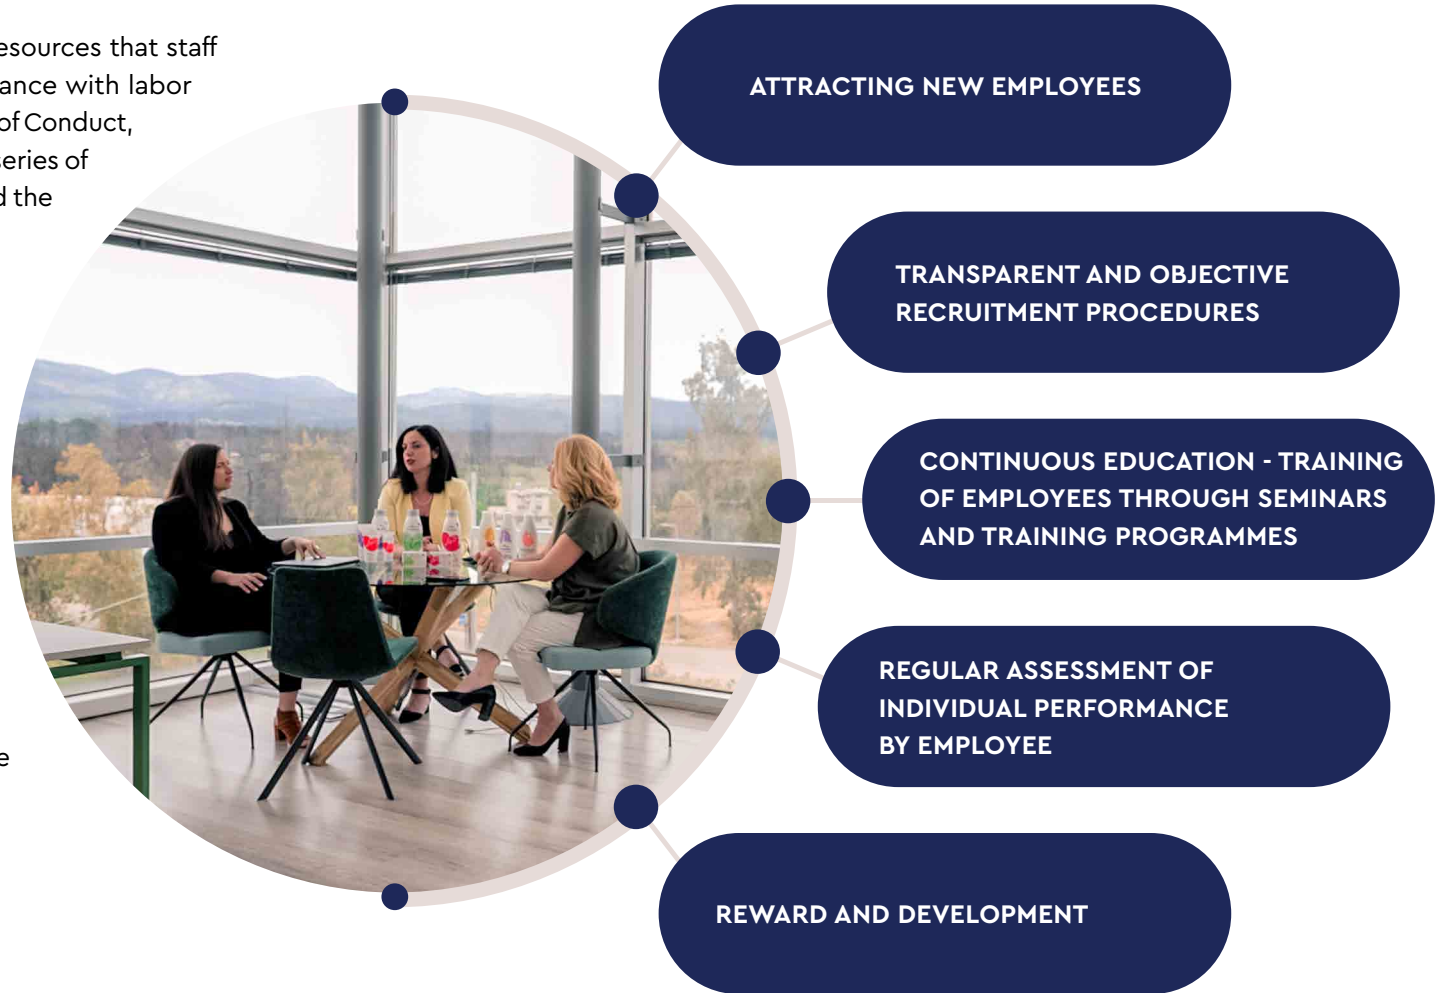 esources that staff
ance with labor
of Conduct,
series of
d the
e
ATTRACTING NEW EMPLOYEES
TRANSPARENT AND OBJECTIVE
RECRUITMENT PROCEDURES
CONTINUOUS EDUCATION - TRAINING
OF EMPLOYEES THROUGH SEMINARS
AND TRAINING PROGRAMMES
REGULAR ASSESSMENT OF
INDIVIDUAL PERFORMANCE
BY EMPLOYEE
REWARD AND DEVELOPMENT